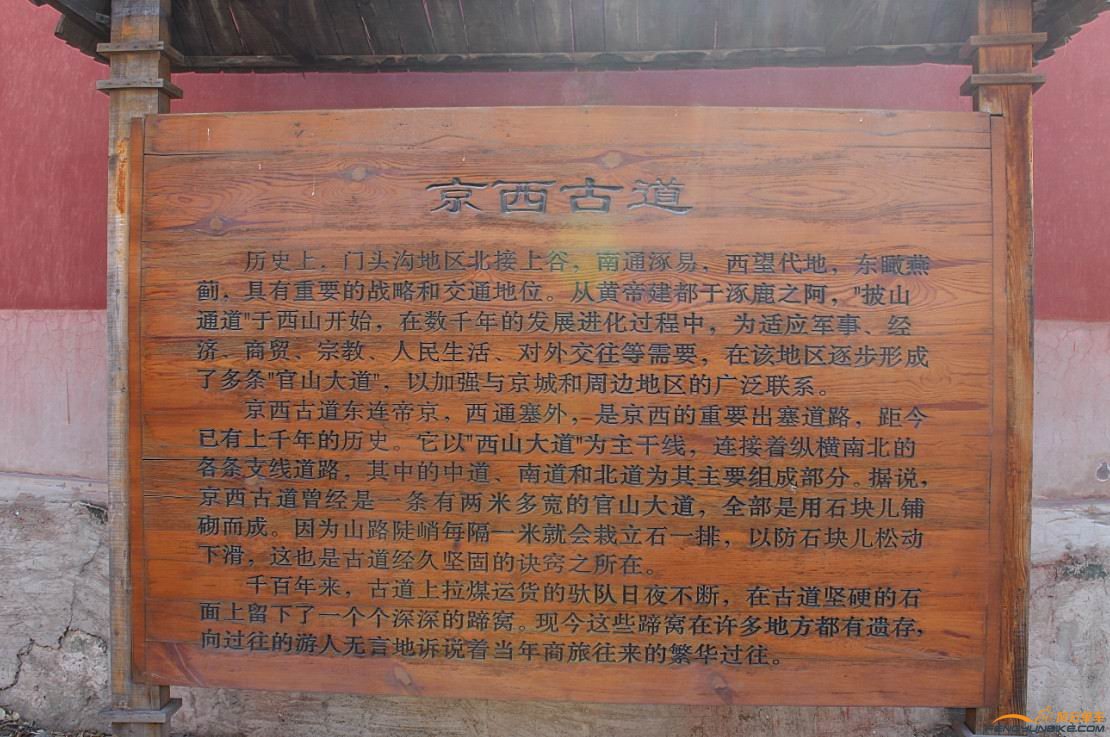 京西古道
历史上，门头沟地区北接上谷，南通涿易，西望代地，东瞰燕
蓟，具有重要的战略和交通地位。从黄帝建都于涿鹿之阿，"披山
通道"于西山开始，在数千年的发展进化过程中，为适应军事、经
济、商贸、宗教、人民生活、对外交往等需要，在该地区逐步形成
了多条"官山大道"，以加强与京城和周边地区的广泛联系。
京西古道东连帝京，西通塞外，是京西的重要出塞道路，距今
已有上千年的历史。它以"西山大道"为主干线，连接着纵横南北的
各条支线道路，其中的中道、南道和北道为其主要组成部分。据说，
京西古道曾经是一条有两米多宽的官山大道，全部是用石块儿铺
砌而成。因为山路陡峭每隔一米就会栽立石一排，以防石块儿松动
下滑，这也是古道经久坚固的诀窍之所在。
千百年来，古道上拉煤运货的驮队日夜不断，在古道坚硬的石
面上留下了一个个深深的蹄窝。现今这些蹄窝在许多地方都有遗存，
向过往的游人无言地诉说着当年商旅往来的繁华过往。
FENGYUNBIKE.COM